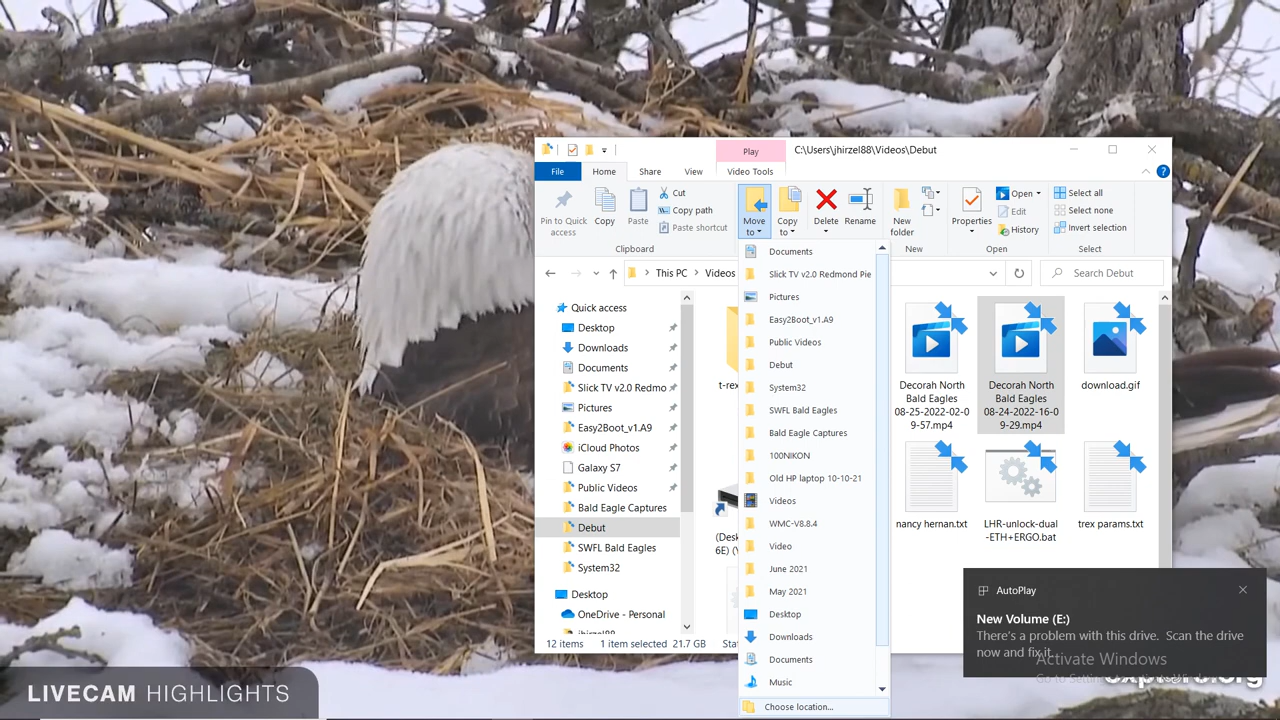 Play
C:\Users\jhirzel88\Videos\Debut
File
Home
Share
View
Video Tools
Pin to Quick access
Copy
Paste
Cut
Copy path
Paste shortcut
Clipboard
Move to
Copy to
Delete
Rename
New folder
New
Properties
Open
Edit
History
Open
Select all
Select none
Invert selection
Select
This PC
Videos
Search Debut
Quick access
Desktop
Downloads
Documents
Slick TV v2.0 Redmo
Pictures
Easy2Boot_v1.A9
iCloud Photos
Galaxy S7
Public Videos
Bald Eagle Captures
Debut
SWFL Bald Eagles
System32
Desktop
OneDrive - Personal
jhirzel88
12 items
1 item selected 21.7 GB
Documents
Slick TV v2.0 Redmond Pie
Pictures
Easy2Boot_v1.A9
Public Videos
Debut
System32
SWFL Bald Eagles
Bald Eagle Captures
100NIKON
Old HP laptop 10-10-21
Videos
WMC-V8.8.4
Video
June 2021
May 2021
Desktop
Downloads
Documents
Music
Choose location...
t-rex
Decorah North
Bald Eagles
08-25-2022-02-0
9-57.mp4
Decorah North
Bald Eagles
08-24-2022-16-0
9-29.mp4
download.gif
nancy hernan.txt
LHR-unlock-dual
-ETH+ERGO.bat
trex params.txt
AutoPlay
New Volume (E:)
There's a problem with this drive. Scan the drive
now and fix it.
Activate Windows
LIVECAM HIGHLIGHTS
explore.org